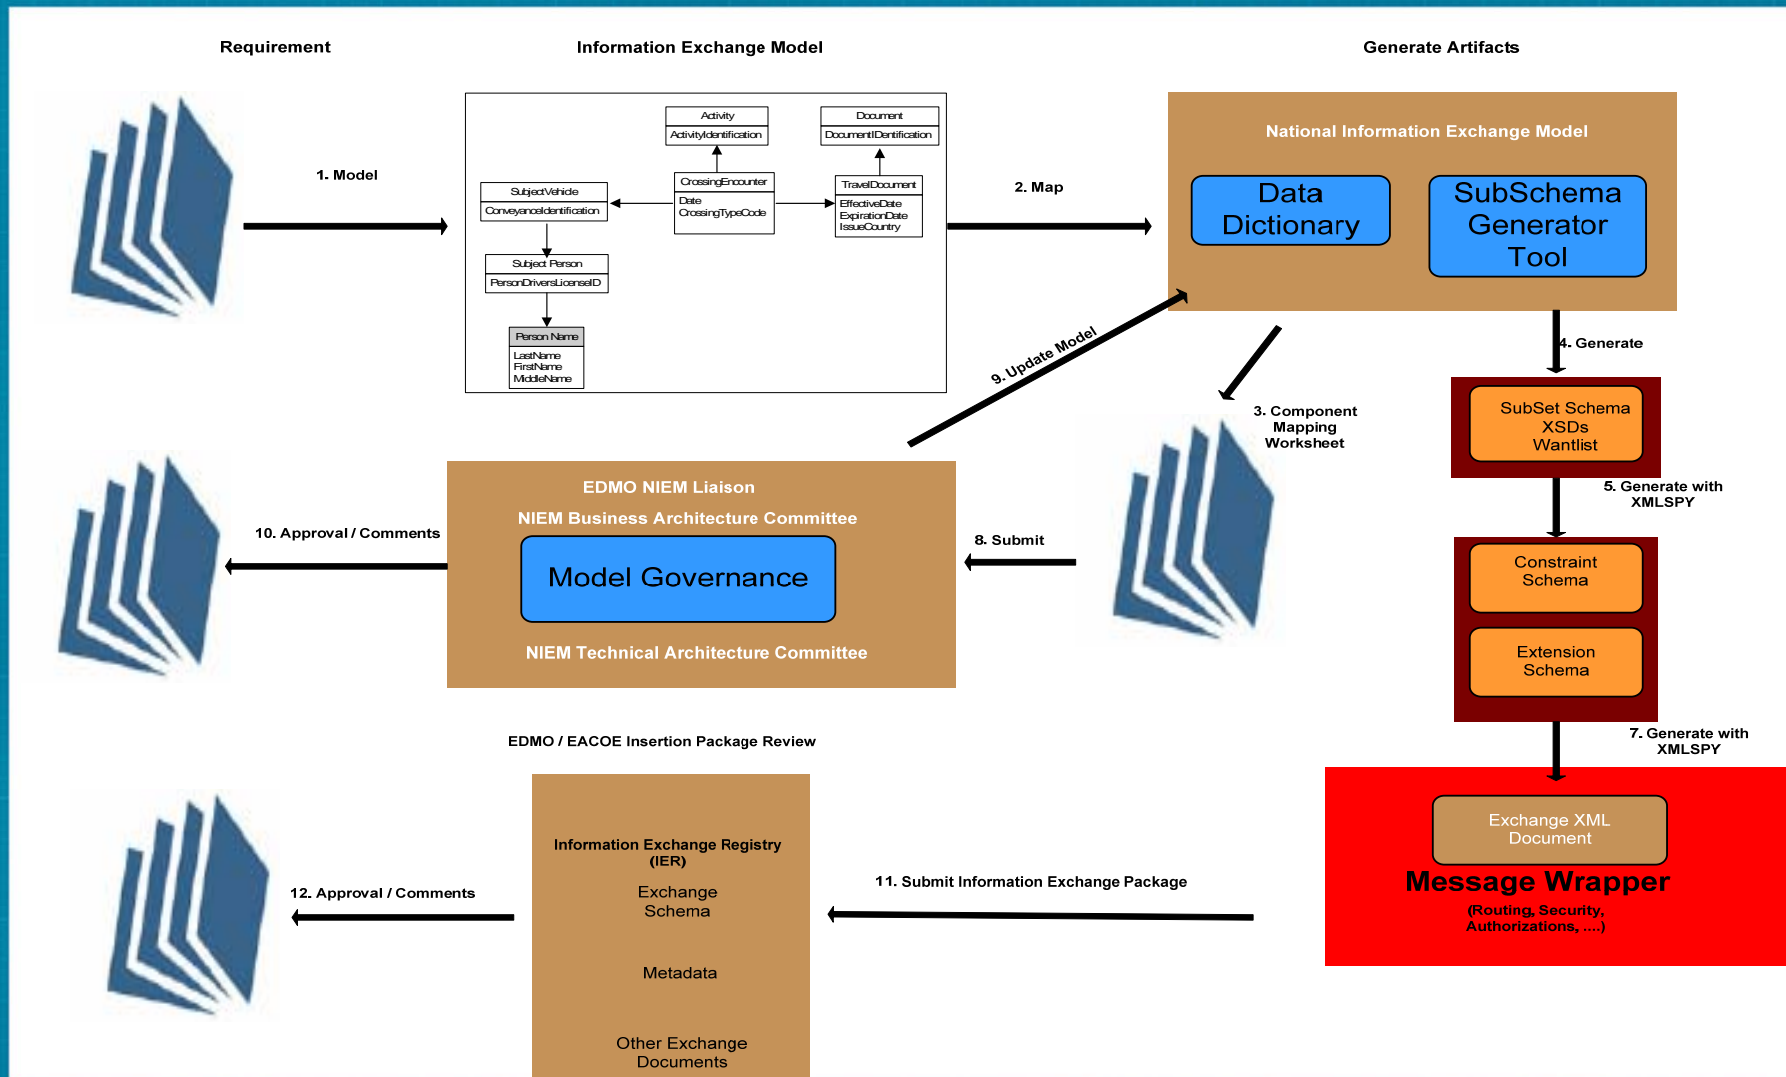 Requirement
Information Exchange Model
Generate Artifacts
1. Model
Activity
ActivityIdentification
Document
DocumentIDentification
SubjectVehicle
ConveyanceIdentification
CrossingEncounter
Date
CrossingTypeCode
TravelDocument
EffectiveDate
ExpirationDate
IssueCountry
Subject Person
PersonDriversLicenseID
Person Name
LastName
FirstName
MiddleName
2. Map
National Information Exchange Model
Data
Dictionary
SubSchema
Generator
Tool
9. Update Model
3. Component
Mapping
Worksheet
4. Generate
SubSet Schema
XSDs
Wantlist
5. Generate with
XMLSPY
Constraint
Schema
Extension
Schema
7. Generate with
XMLSPY
Exchange XML
Document
Message Wrapper
(Routing, Security,
Authorizations, ....)
8. Submit
EDMO NIEM Liaison
NIEM Business Architecture Committee
Model Governance
NIEM Technical Architecture Committee
10. Approval / Comments
EDMO / EACOE Insertion Package Review
Information Exchange Registry
(IER)
Exchange
Schema
Metadata
Other Exchange
Documents
11. Submit Information Exchange Package
12. Approval / Comments